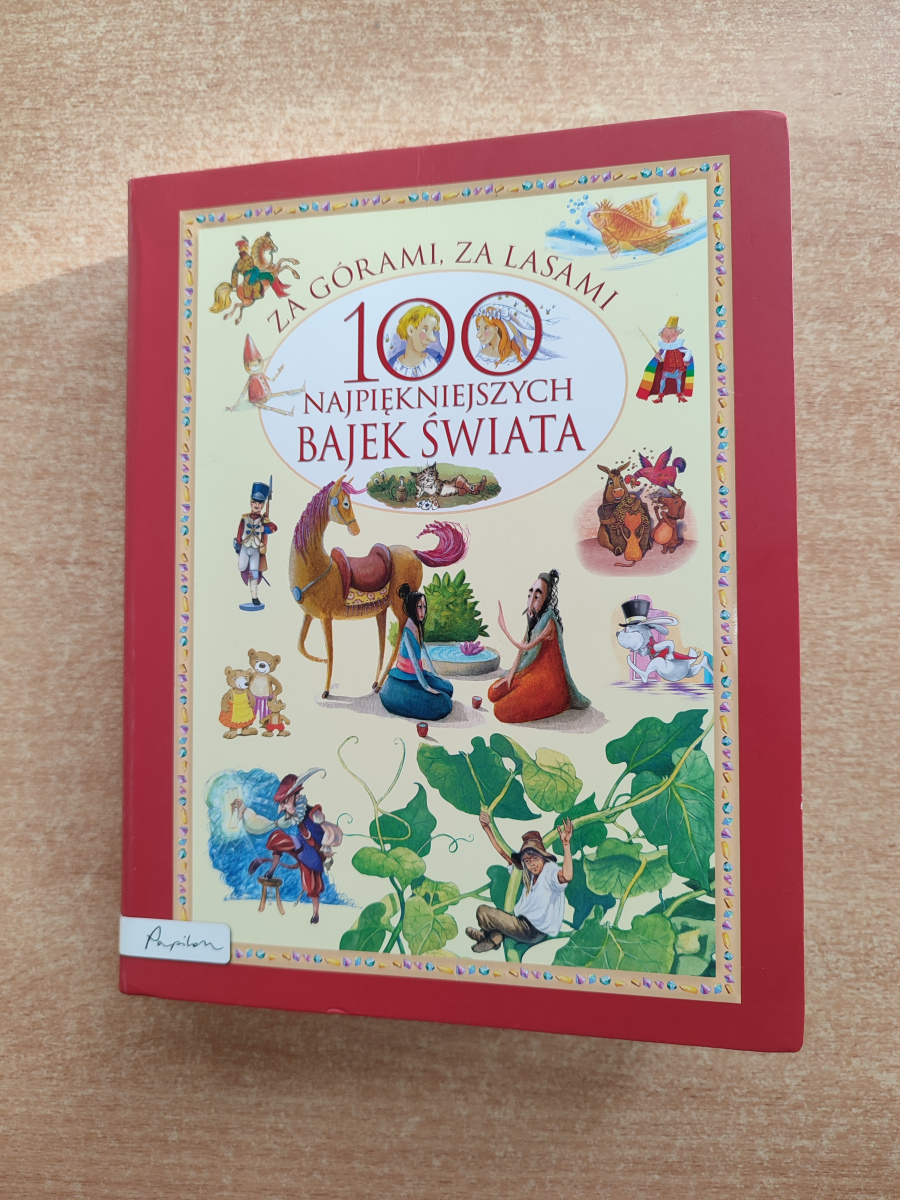 ZA GÓRAMI, ZA LASAMI
100
NAJPIĘKNIEJSZYCH
BAJEK ŚWIATA
Papilon